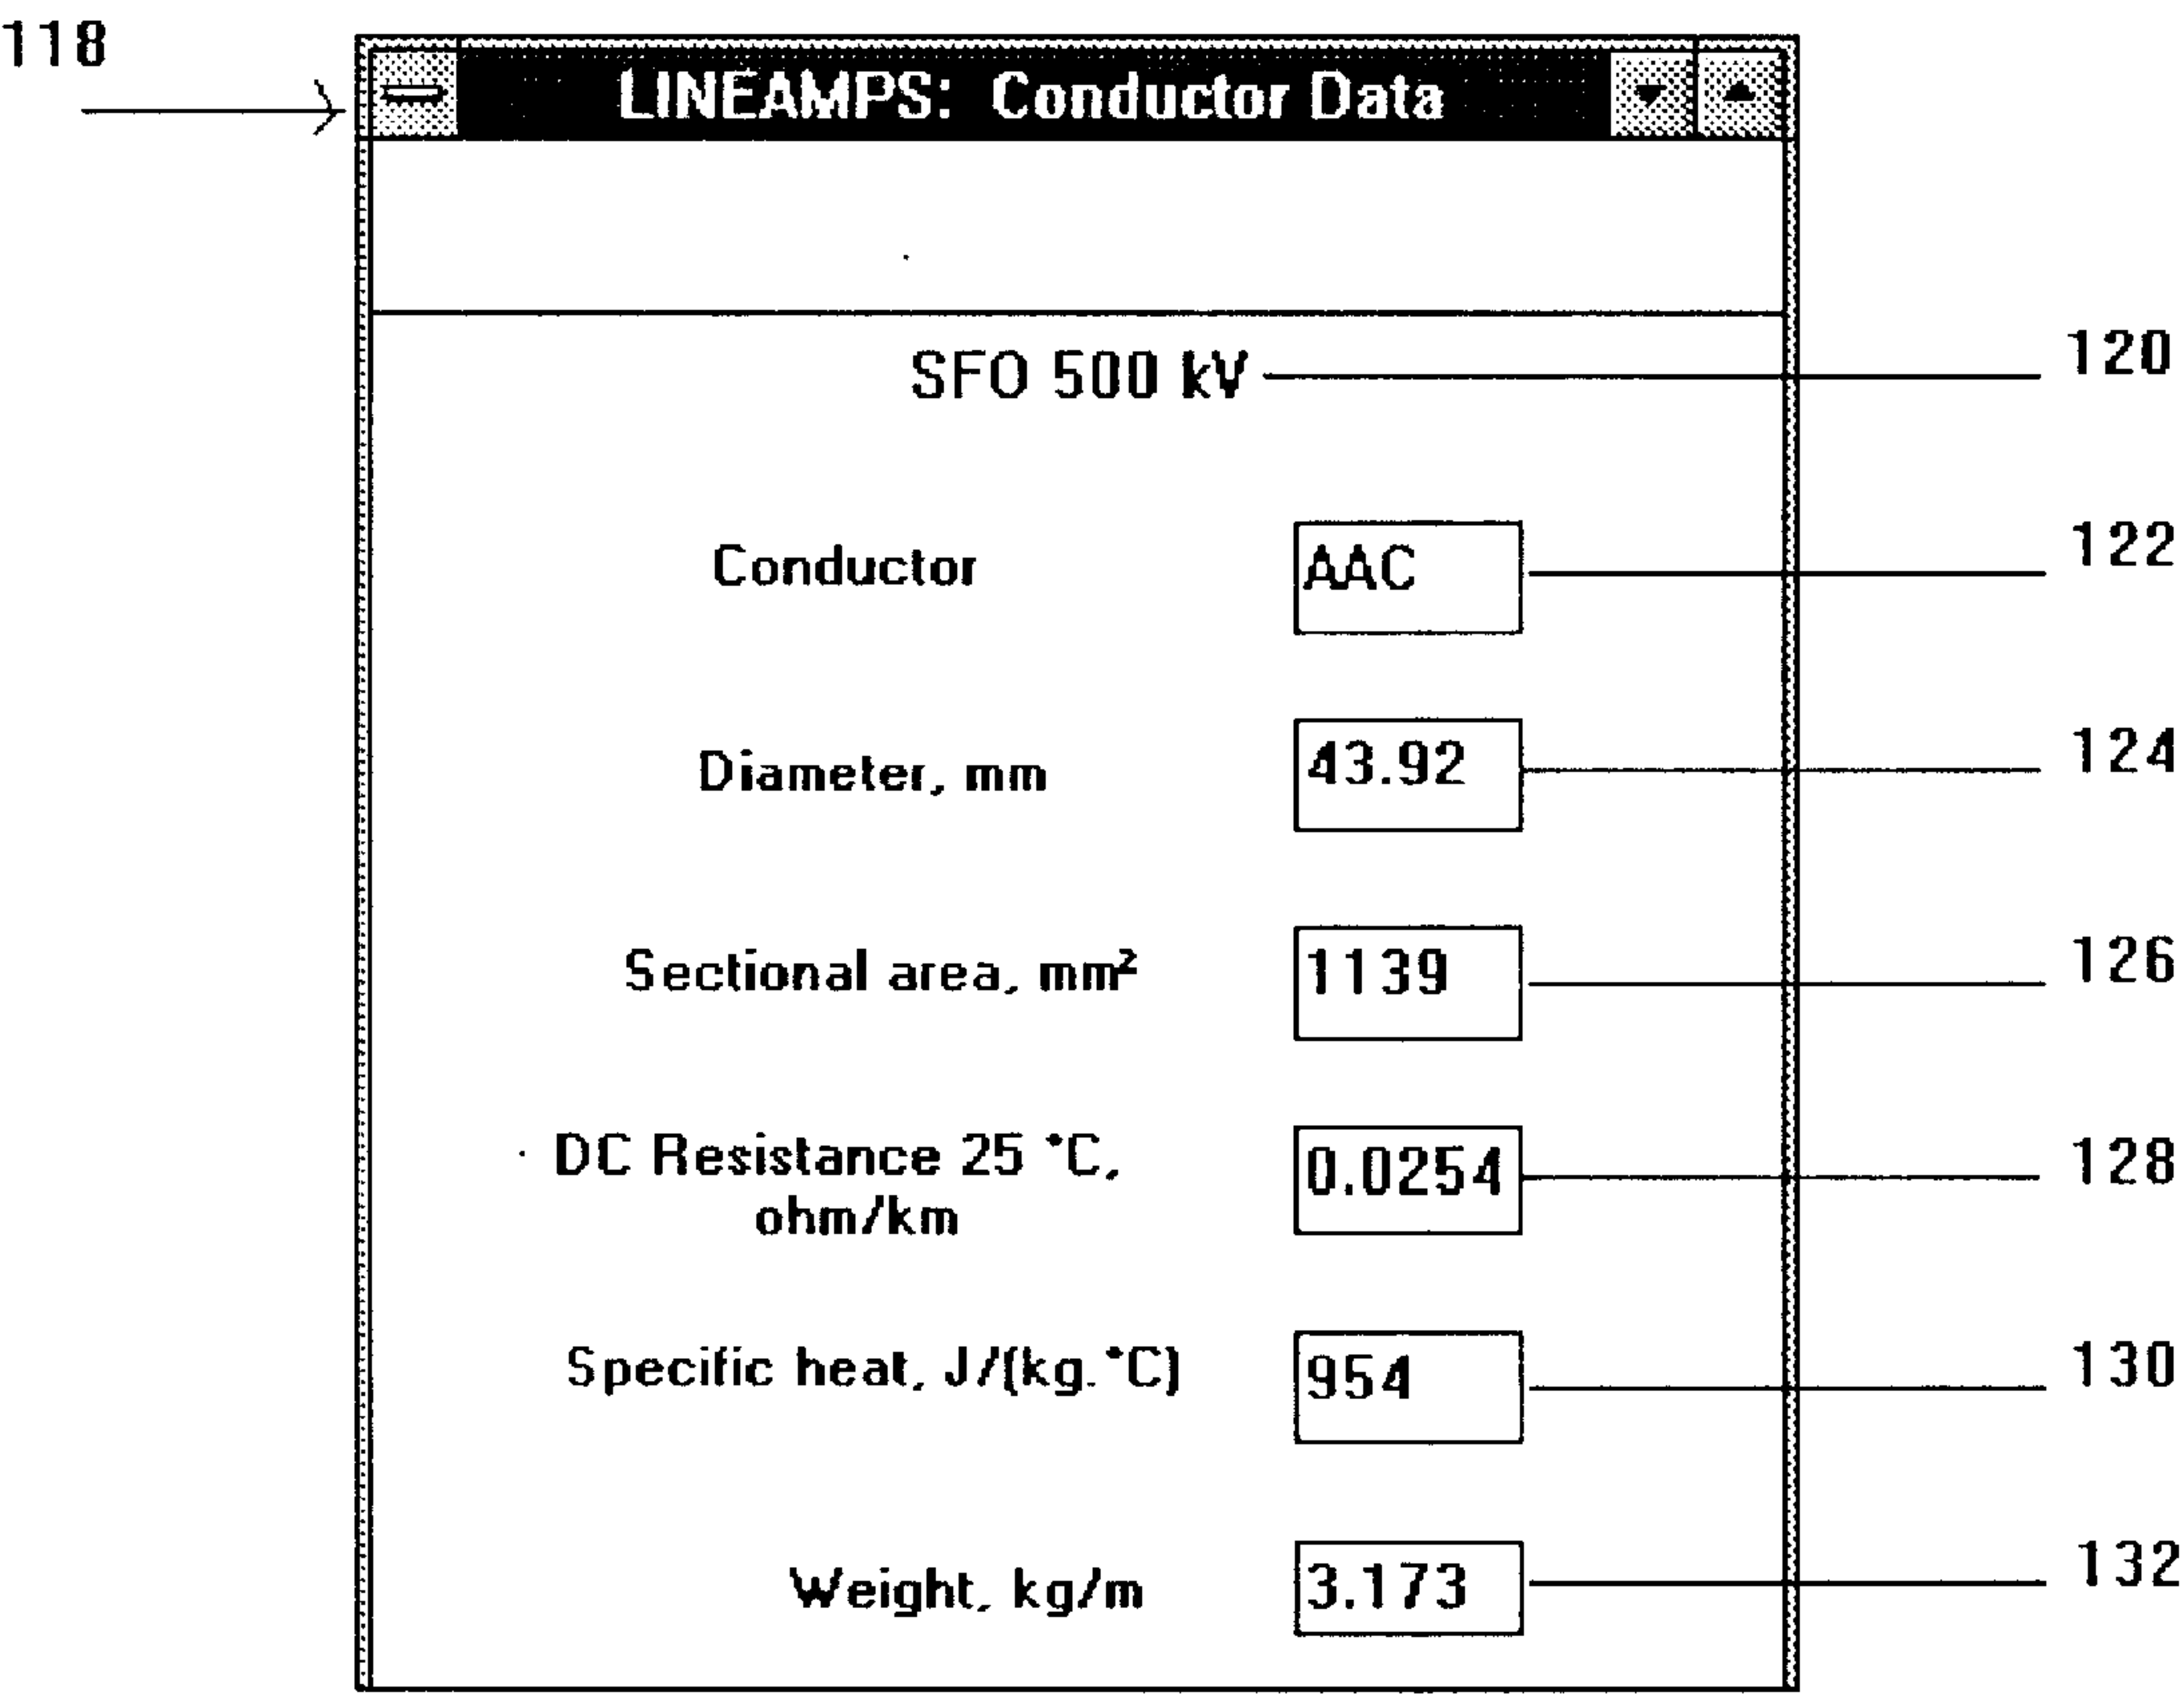 118
LINEAMPS: Conductor Data
SFO 500 kV 120
Conductor AAC 122
Diameter, mm 43.92 124
Sectional area, mm² 1139 126
DC Resistance 25 °C, 0.0254 128
ohm/km
Specific heat, J/(kg.°C) 954 130
Weight, kg/m 3.173 132